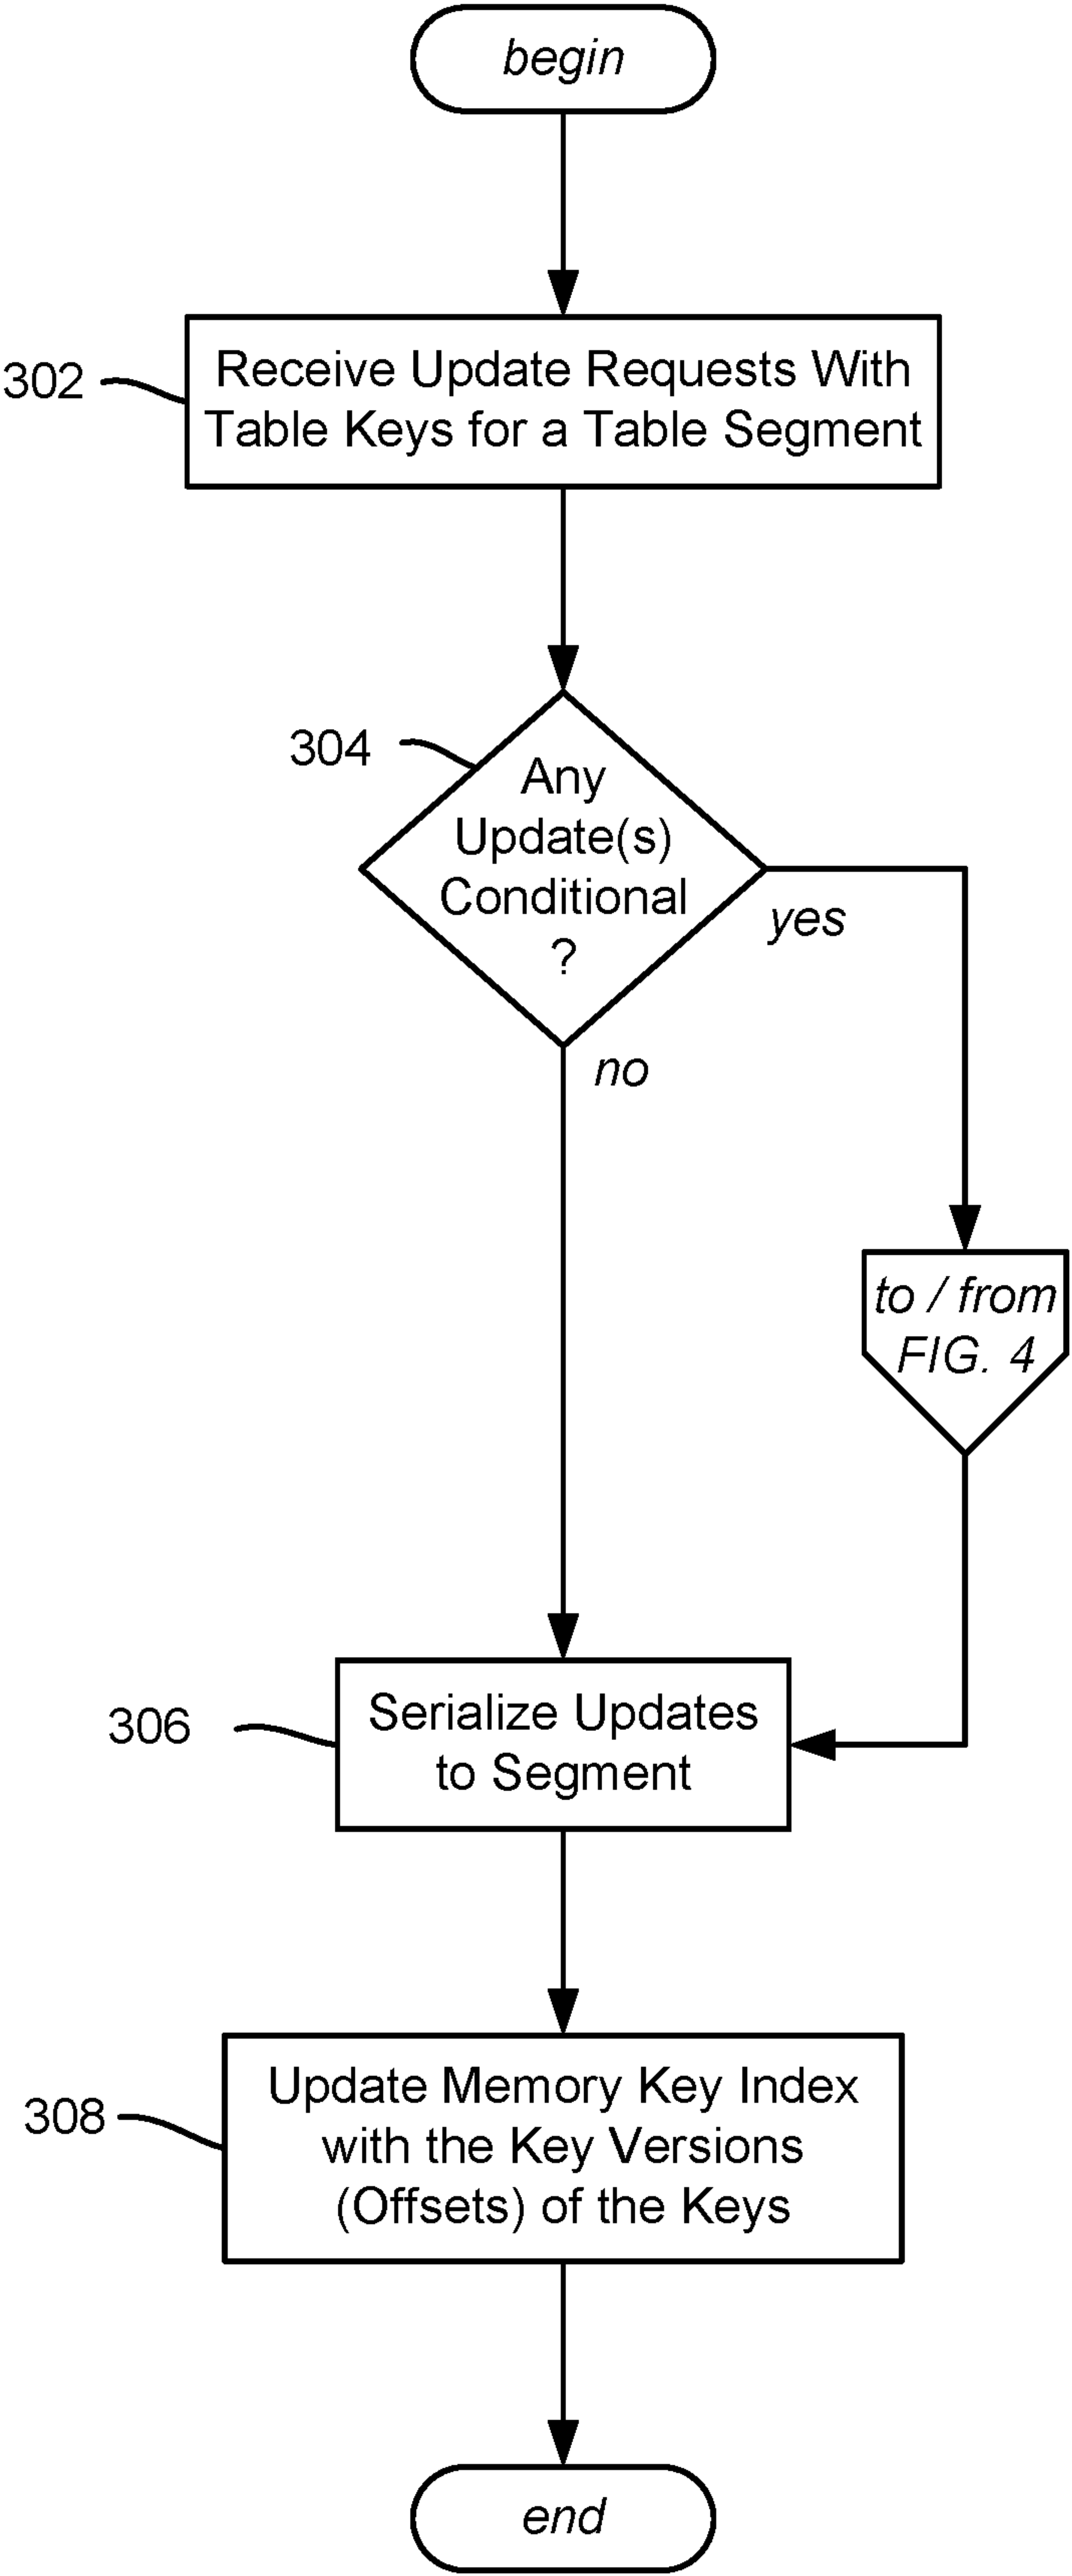 begin
302
Receive Update Requests With
Table Keys for a Table Segment
304
Any
Update(s)
Conditional
?
yes
no
to / from
FIG. 4
306
Serialize Updates
to Segment
308
Update Memory Key Index
with the Key Versions
(Offsets) of the Keys
end